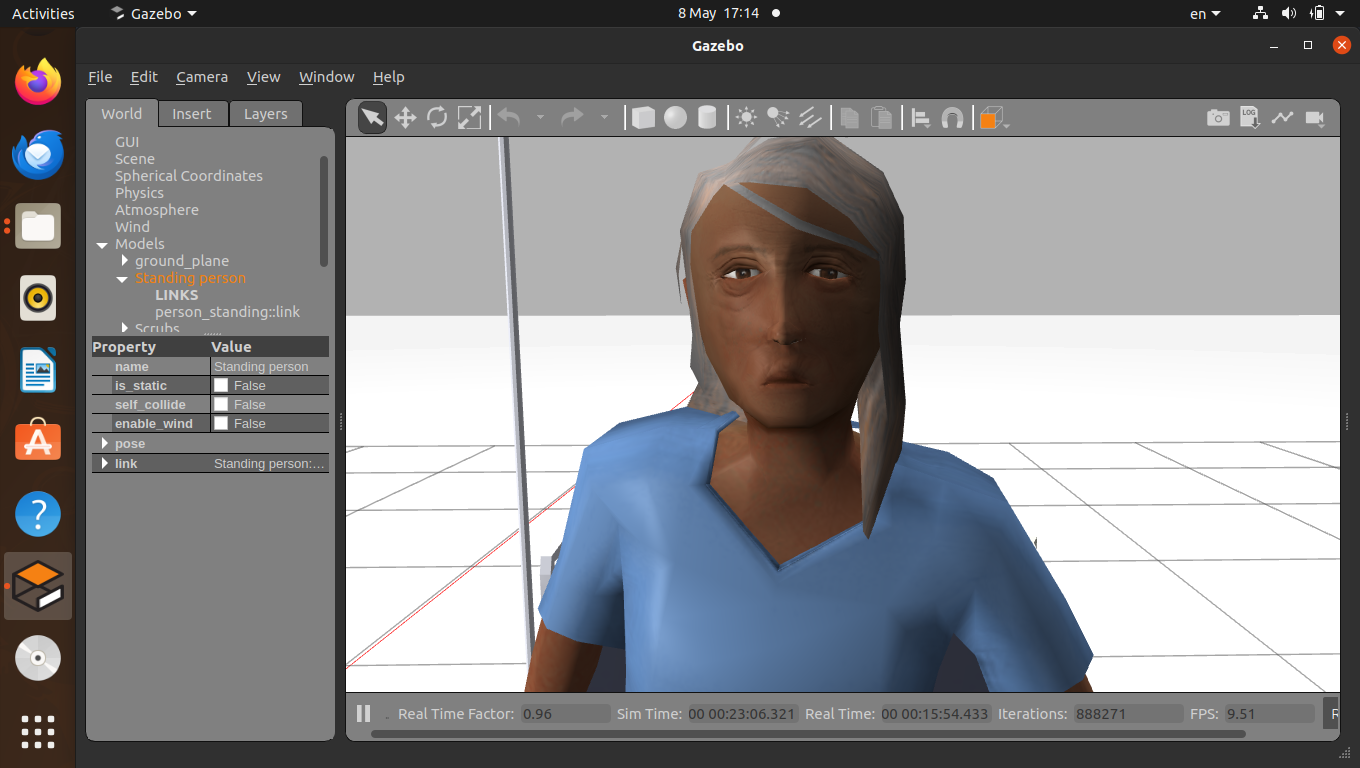 Activities Gazebo 8 May 17:14 en
Gazebo
File Edit Camera View Window Help
World Insert Layers
GUI
Scene
Spherical Coordinates
Physics
Atmosphere
Wind
Models
ground_plane
Standing person
LINKS
person_standing::link
Scrubs
Property Value
name Standing person
is_static False
self_collide False
enable_wind False
pose
link Standing person:...
LOG
Real Time Factor: 0.96 Sim Time: 00 00:23:06.321 Real Time: 00 00:15:54.433 Iterations: 888271 FPS: 9.51 R